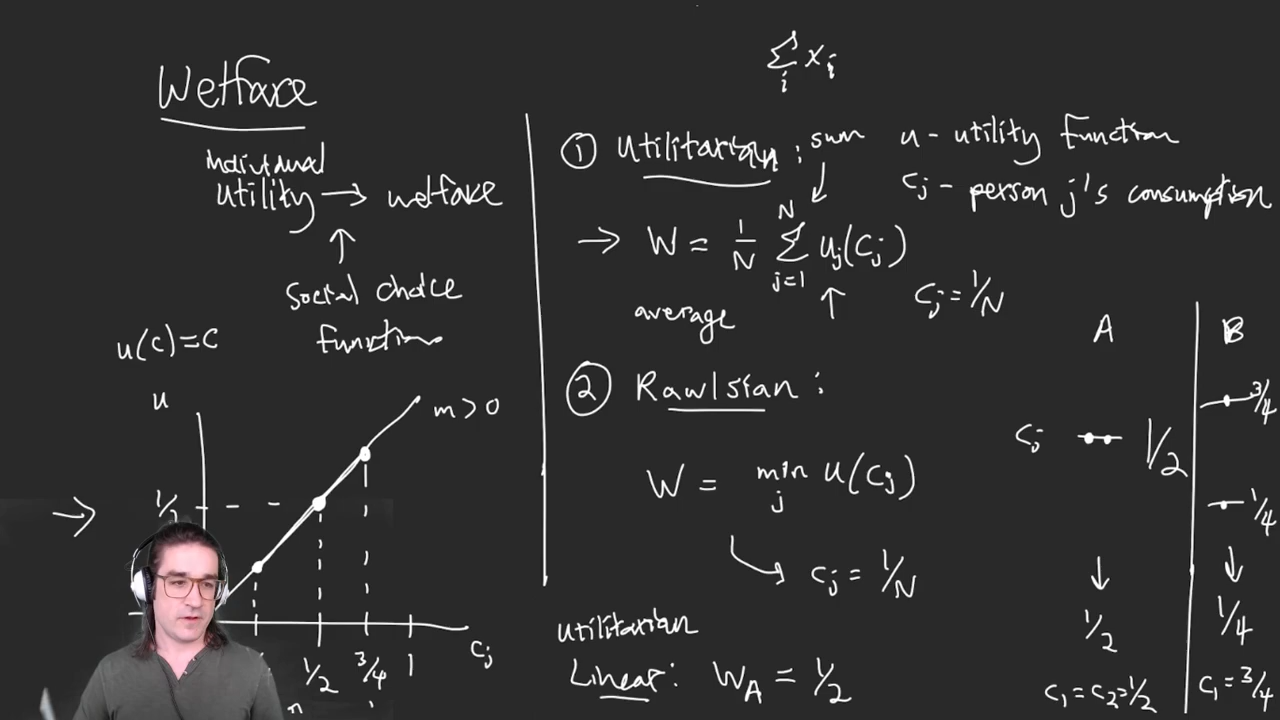 Welfare
Individual
utility → welfare
↑
social choice
function
u(c)=c
u
m > 0
→
1/2 3/4 1 cj
∑ xi
i
① Utilitarian : sum
u - utility function
cj - person j's consumption
→ W = 1/N ∑ j=1 N uj(cj)
average
↑
cj = 1/N
② Rawlsian :
W = min j u(cj)
cj = 1/N
utilitarian
Linear : WA = 1/2
A
cj 1/2
↓
1/2
c1 = c2 = 1/2
B
3/4
1/4
↓
1/4
c1 = 3/4